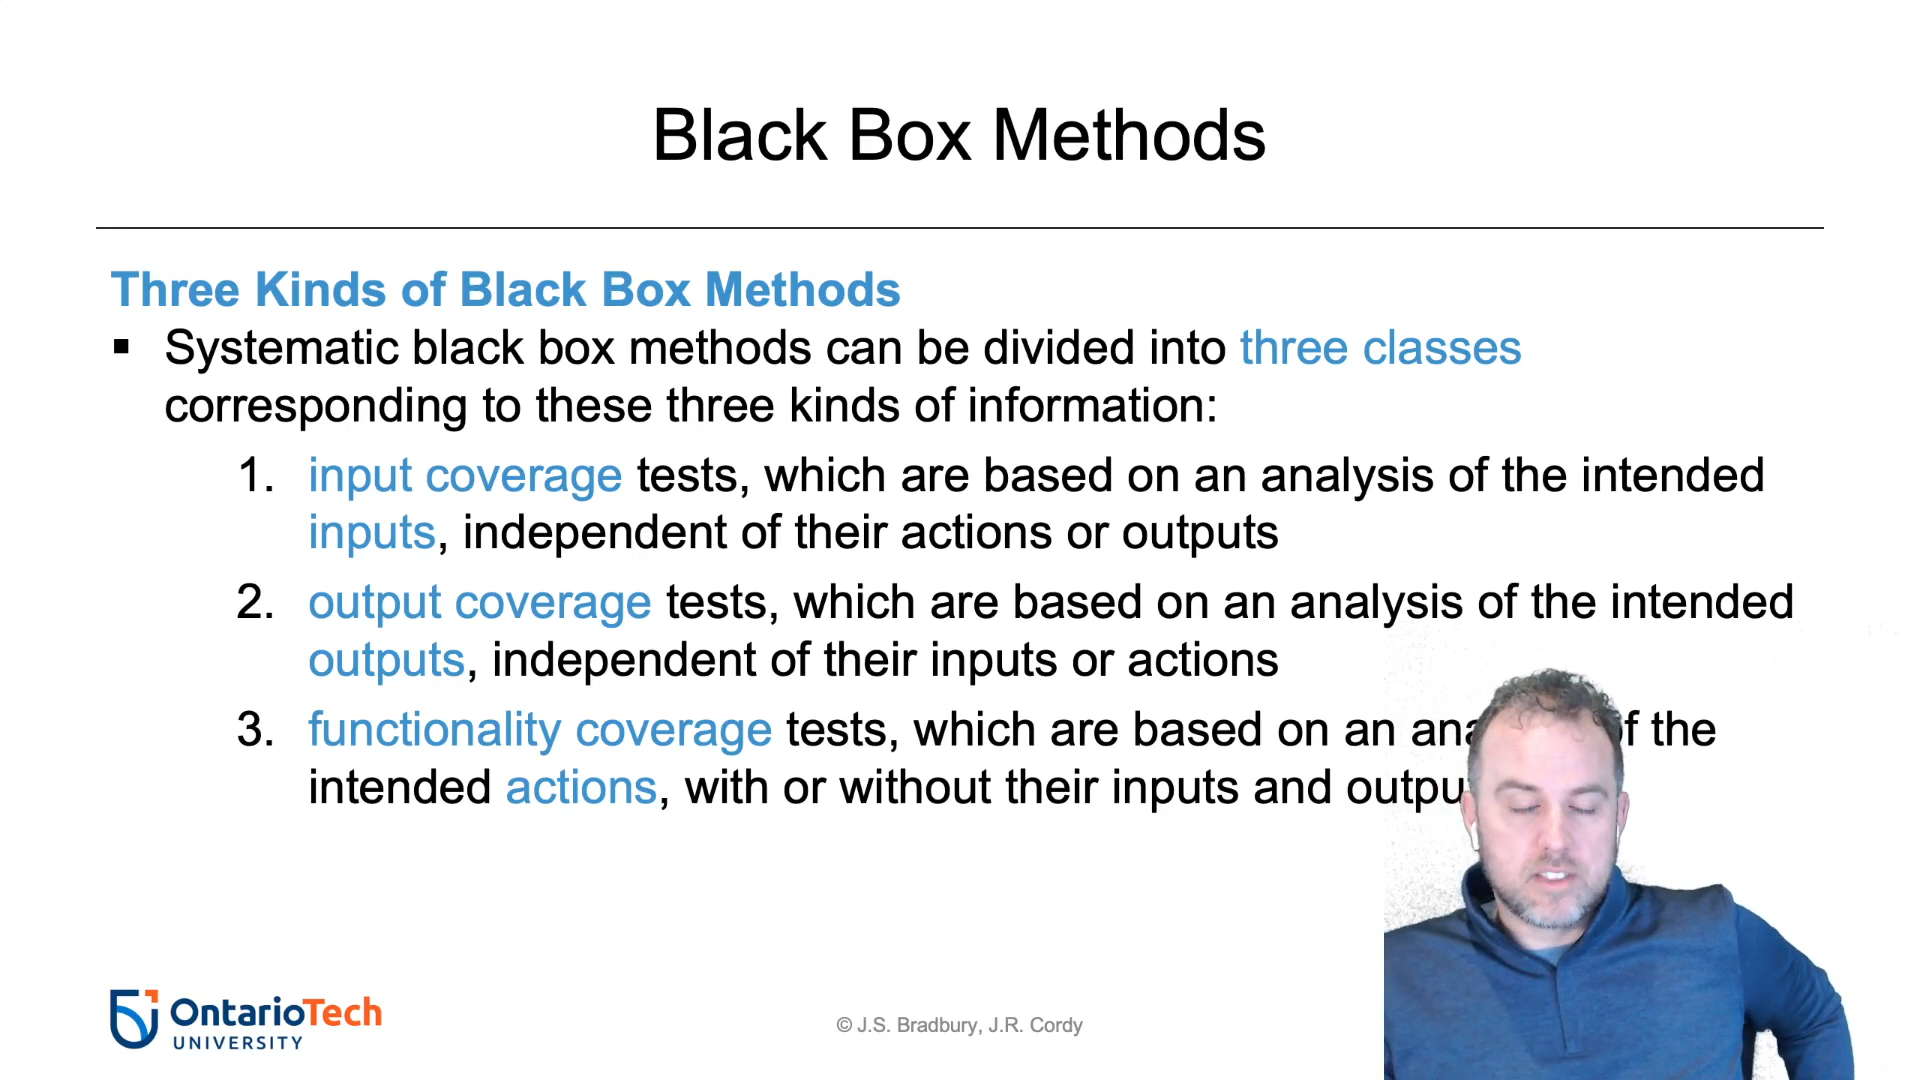 Black Box Methods
Three Kinds of Black Box Methods
▪ Systematic black box methods can be divided into three classes
corresponding to these three kinds of information:
1. input coverage tests, which are based on an analysis of the intended
inputs, independent of their actions or outputs
2. output coverage tests, which are based on an analysis of the intended
outputs, independent of their inputs or actions
3. functionality coverage tests, which are based on an of the
intended actions, with or without their inputs and
OntarioTech
UNIVERSITY
© J.S. Bradbury, J.R. Cordy